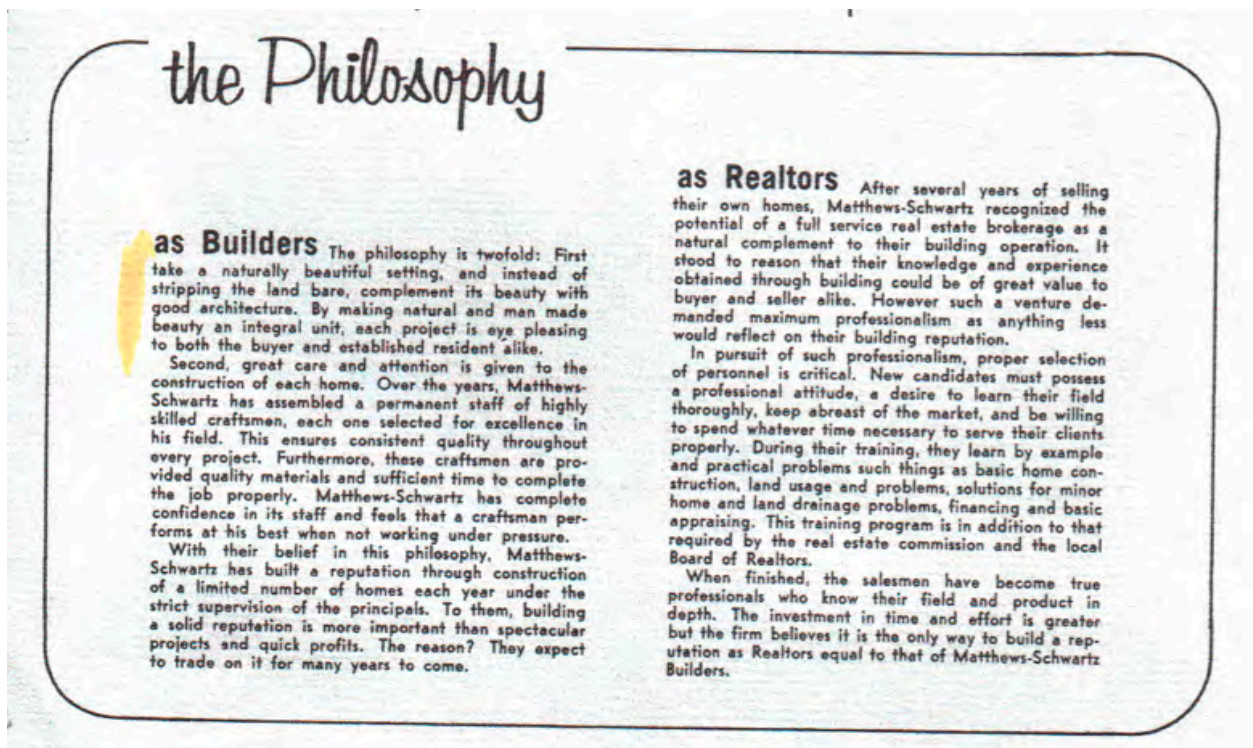 the Philosophy
as Builders The philosophy is twofold: First
take a naturally beautiful setting, and instead of
stripping the land bare, complement its beauty with
good architecture. By making natural and man made
beauty an integral unit, each project is eye pleasing
to both the buyer and established resident alike.
Second, great care and attention is given to the
construction of each home. Over the years, Matthews-
Schwartz has assembled a permanent staff of highly
skilled craftsmen, each one selected for excellence in
his field. This ensures consistent quality throughout
every project. Furthermore, these craftsmen are pro-
vided quality materials and sufficient time to complete
the job properly. Matthews-Schwartz has complete
confidence in its staff and feels that a craftsman per-
forms at his best when not working under pressure.
With their belief in this philosophy, Matthews-
Schwartz has built a reputation through construction
of a limited number of homes each year under the
strict supervision of the principals. To them, building
a solid reputation is more important than spectacular
projects and quick profits. The reason? They expect
to trade on it for many years to come.
as Realtors After several years of selling
their own homes, Matthews-Schwartz recognized the
potential of a full service real estate brokerage as a
natural complement to their building operation. It
stood to reason that their knowledge and experience
obtained through building could be of great value to
buyer and seller alike. However such a venture de-
manded maximum professionalism as anything less
would reflect on their building reputation.
In pursuit of such professionalism, proper selection
of personnel is critical. New candidates must possess
a professional attitude, a desire to learn their field
thoroughly, keep abreast of the market, and be willing
to spend whatever time necessary to serve their clients
properly. During their training, they learn by example
and practical problems such things as basic home con-
struction, land usage and problems, solutions for minor
home and land drainage problems, financing and basic
appraising. This training program is in addition to that
required by the real estate commission and the local
Board of Realtors.
When finished, the salesmen have become true
professionals who know their field and product in
depth. The investment in time and effort is greater
but the firm believes it is the only way to build a rep-
utation as Realtors equal to that of Matthews-Schwartz
Builders.